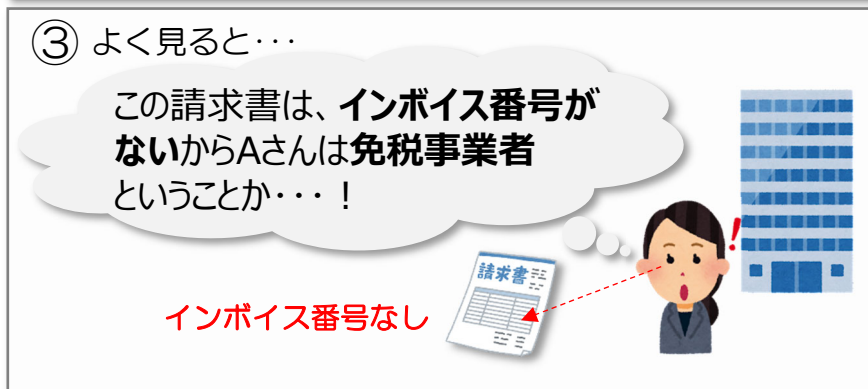 ③ よく見ると・・・
この請求書は、インボイス番号が
ないからAさんは免税事業者
ということか・・・！
請求書
インボイス番号なし